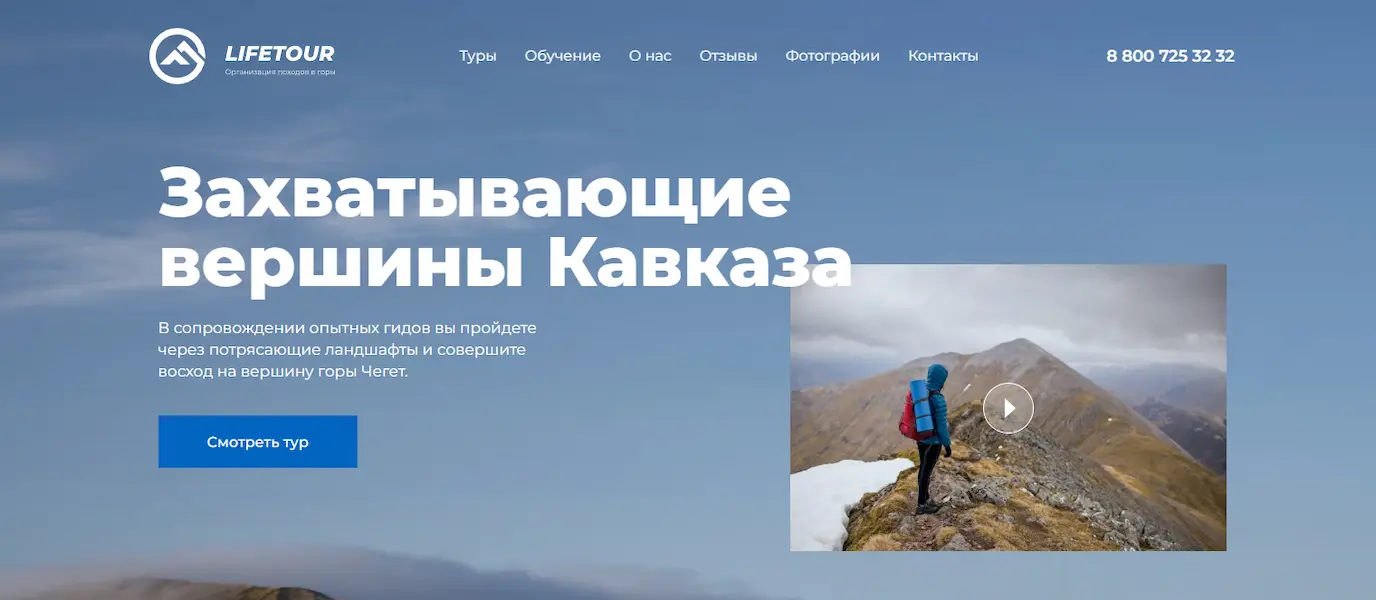 LIFETOUR
Организация походов в горы
Туры
Обучение
О нас
Отзывы
Фотографии
Контакты
8 800 725 32 32
Захватывающие
вершины Кавказа
В сопровождении опытных гидов вы пройдете
через потрясающие ландшафты и совершите
восход на вершину горы Чегет.
Смотреть тур